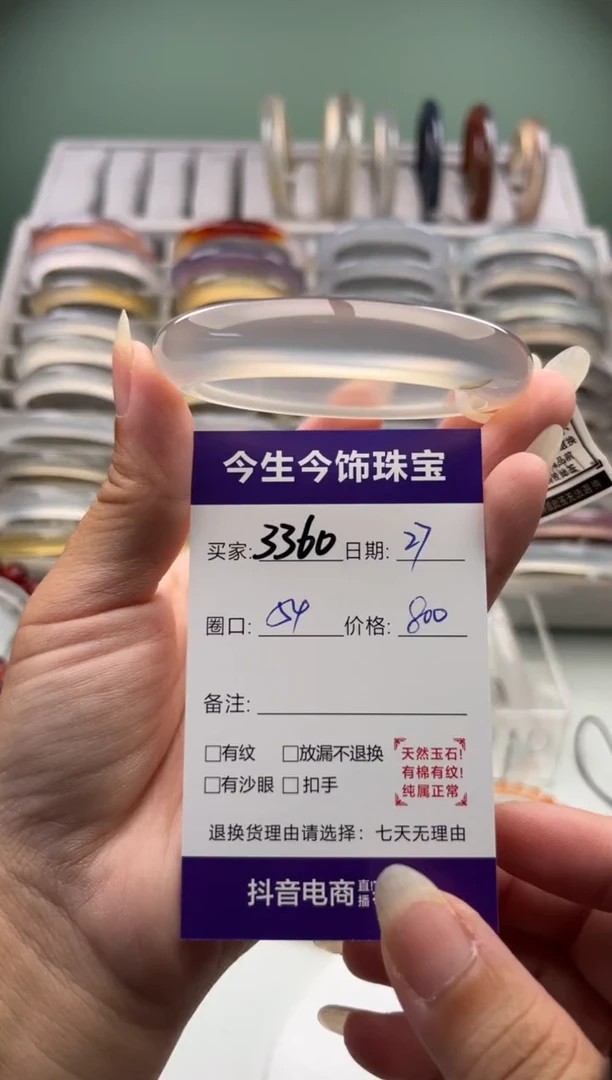 今生今饰珠宝
买家: 3360 日期: 27
圈口: 54 价格: 800
备注:
□有纹 □放漏不退换
□有沙眼 □扣手
天然玉石!
有棉有纹!
纯属正常
退换货理由请选择：七天无理由
抖音电商